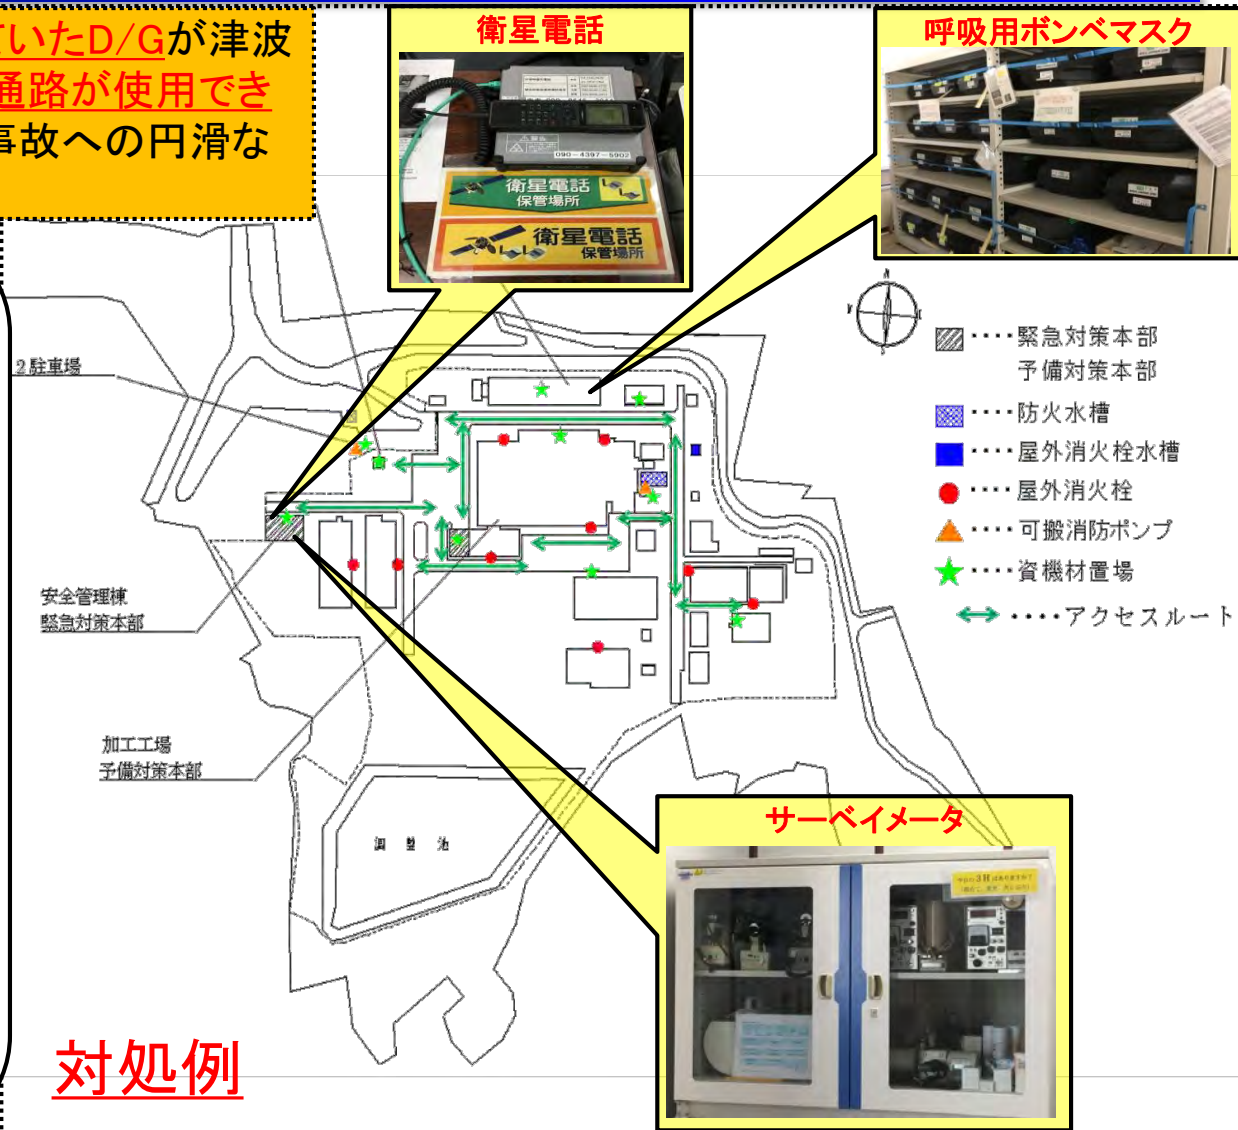 いたD/Gが津波
通路が使用でき
事故への円滑な
衛星電話
090-4397-5902
衛星電話
保管場所
衛星電話
保管場所
呼吸用ボンベマスク
N
緊急対策本部
予備対策本部
防火水槽
屋外消火栓水槽
屋外消火栓
可搬消防ポンプ
資機材置場
アクセスルート
2駐車場
安全管理棟
緊急対策本部
加工工場
予備対策本部
調整池
サーベイメータ
対処例